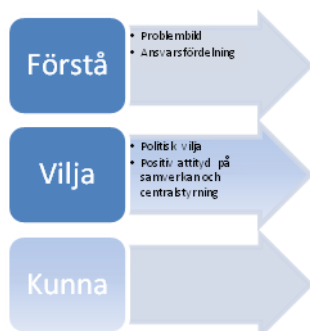 Förstå
• Problembild
• Ansvarsfördelning
Vilja
• Politisk vilja
• Positiv attityd på
samverkan och
centralstyrning
Kunna